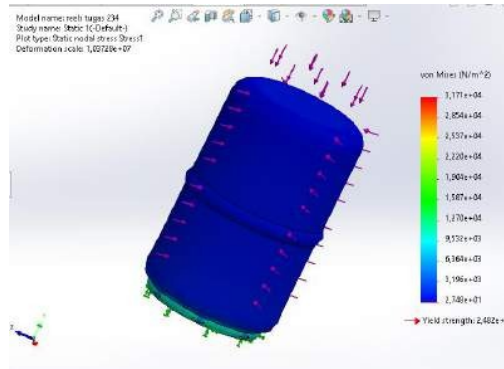 Model name: reeb tugas 234
Study name: Static 1(-Default-)
Plot type: Static nodal stress Stress1
Deformation scale: 1,03728e+07
von Mises (N/m^2)
3,171e+04
2,854e+04
2,537e+04
2,220e+04
1,904e+04
1,587e+04
1,270e+04
9,532e+03
6,364e+03
3,196e+03
2,748e+01
Yield strength: 2,482e+